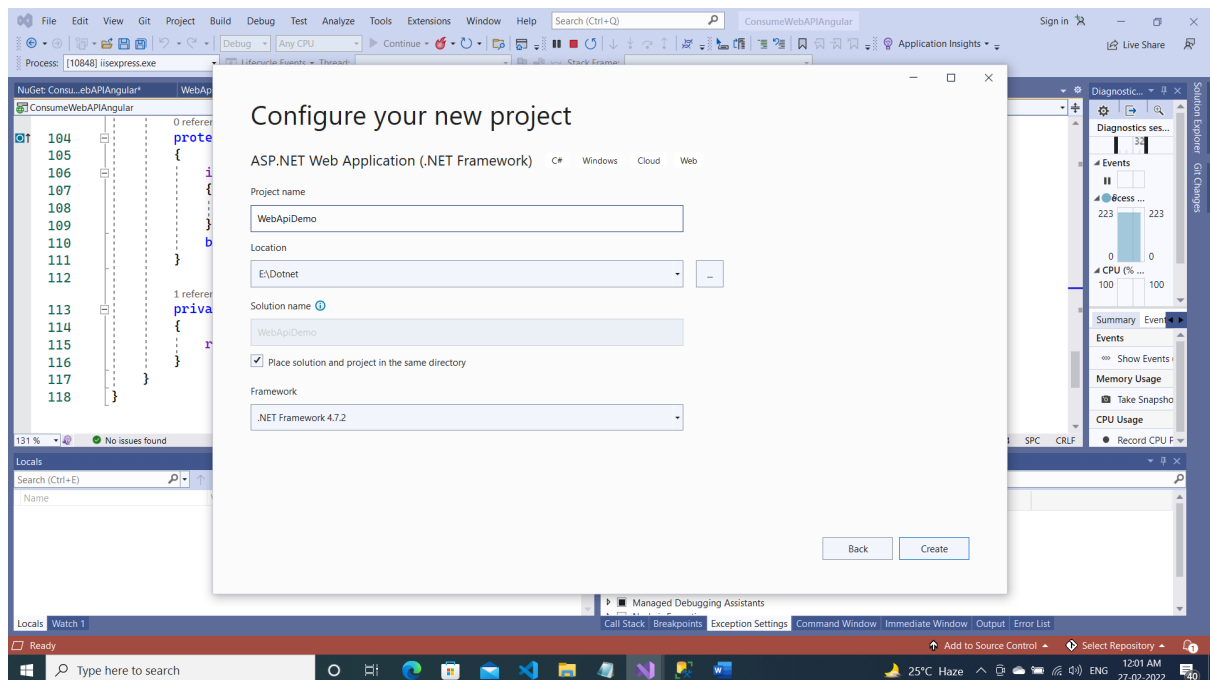 File Edit View Git Project Build Debug Test Analyze Tools Extensions Window Help Search (Ctrl+Q) ConsumeWebAPIAngular Sign in
Debug Any CPU Continue Application Insights Live Share
Process: [10848] iisexpress.exe Lifecycle Events Thread: Stack Frame:
NuGet: Consu...ebAPIAngular* WebAp Diagnostic...
ConsumeWebAPIAngular
Configure your new project
ASP.NET Web Application (.NET Framework) C# Windows Cloud Web
Project name
WebApiDemo
Location
E:\Dotnet
...
Solution name
WebApiDemo
Place solution and project in the same directory
Framework
.NET Framework 4.7.2
Back Create
0 referer
104 prote
105 {
106 i
107 {
108
109 }
110 b
111 }
112
1 referer
113 priva
114 {
115 r
116 }
117 }
118 }
131 % No issues found SPC CRLF
Solution Explorer
Git Changes
Diagnostics ses...
32
Events
223 223
0 0
CPU (% ...
100 100
Summary Event
Events
Show Events
Memory Usage
Take Snapsho
CPU Usage
Record CPU P
Locals
Search (Ctrl+E)
Name
Managed Debugging Assistants
Locals Watch 1 Call Stack Breakpoints Exception Settings Command Window Immediate Window Output Error List
Ready Add to Source Control Select Repository 1
Type here to search 25°C Haze ENG 12:01 AM
27-02-2022 40